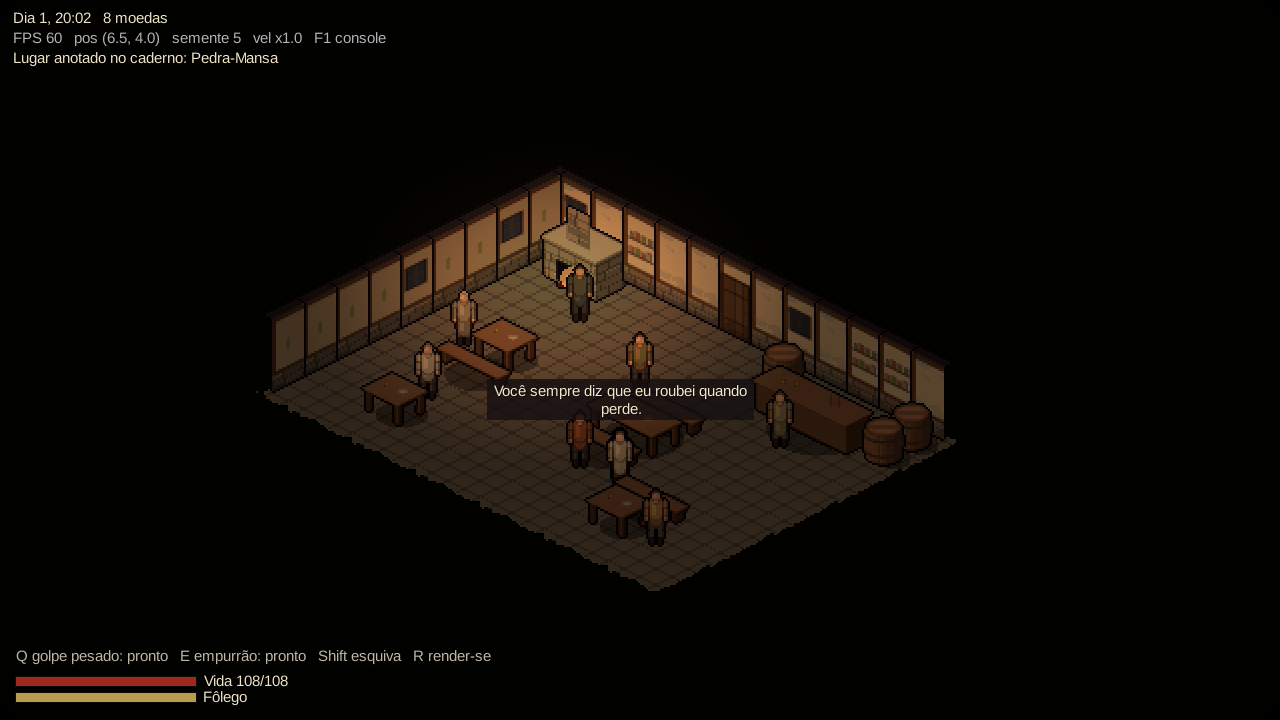 Dia 1, 20:02   8 moedas
FPS 60   pos (6.5, 4.0)   semente 5   vel x1.0   F1 console
Lugar anotado no caderno: Pedra-Mansa
Você sempre diz que eu roubei quando
perde.
Q golpe pesado: pronto   E empurrão: pronto   Shift esquiva   R render-se
Vida 108/108
Fôlego